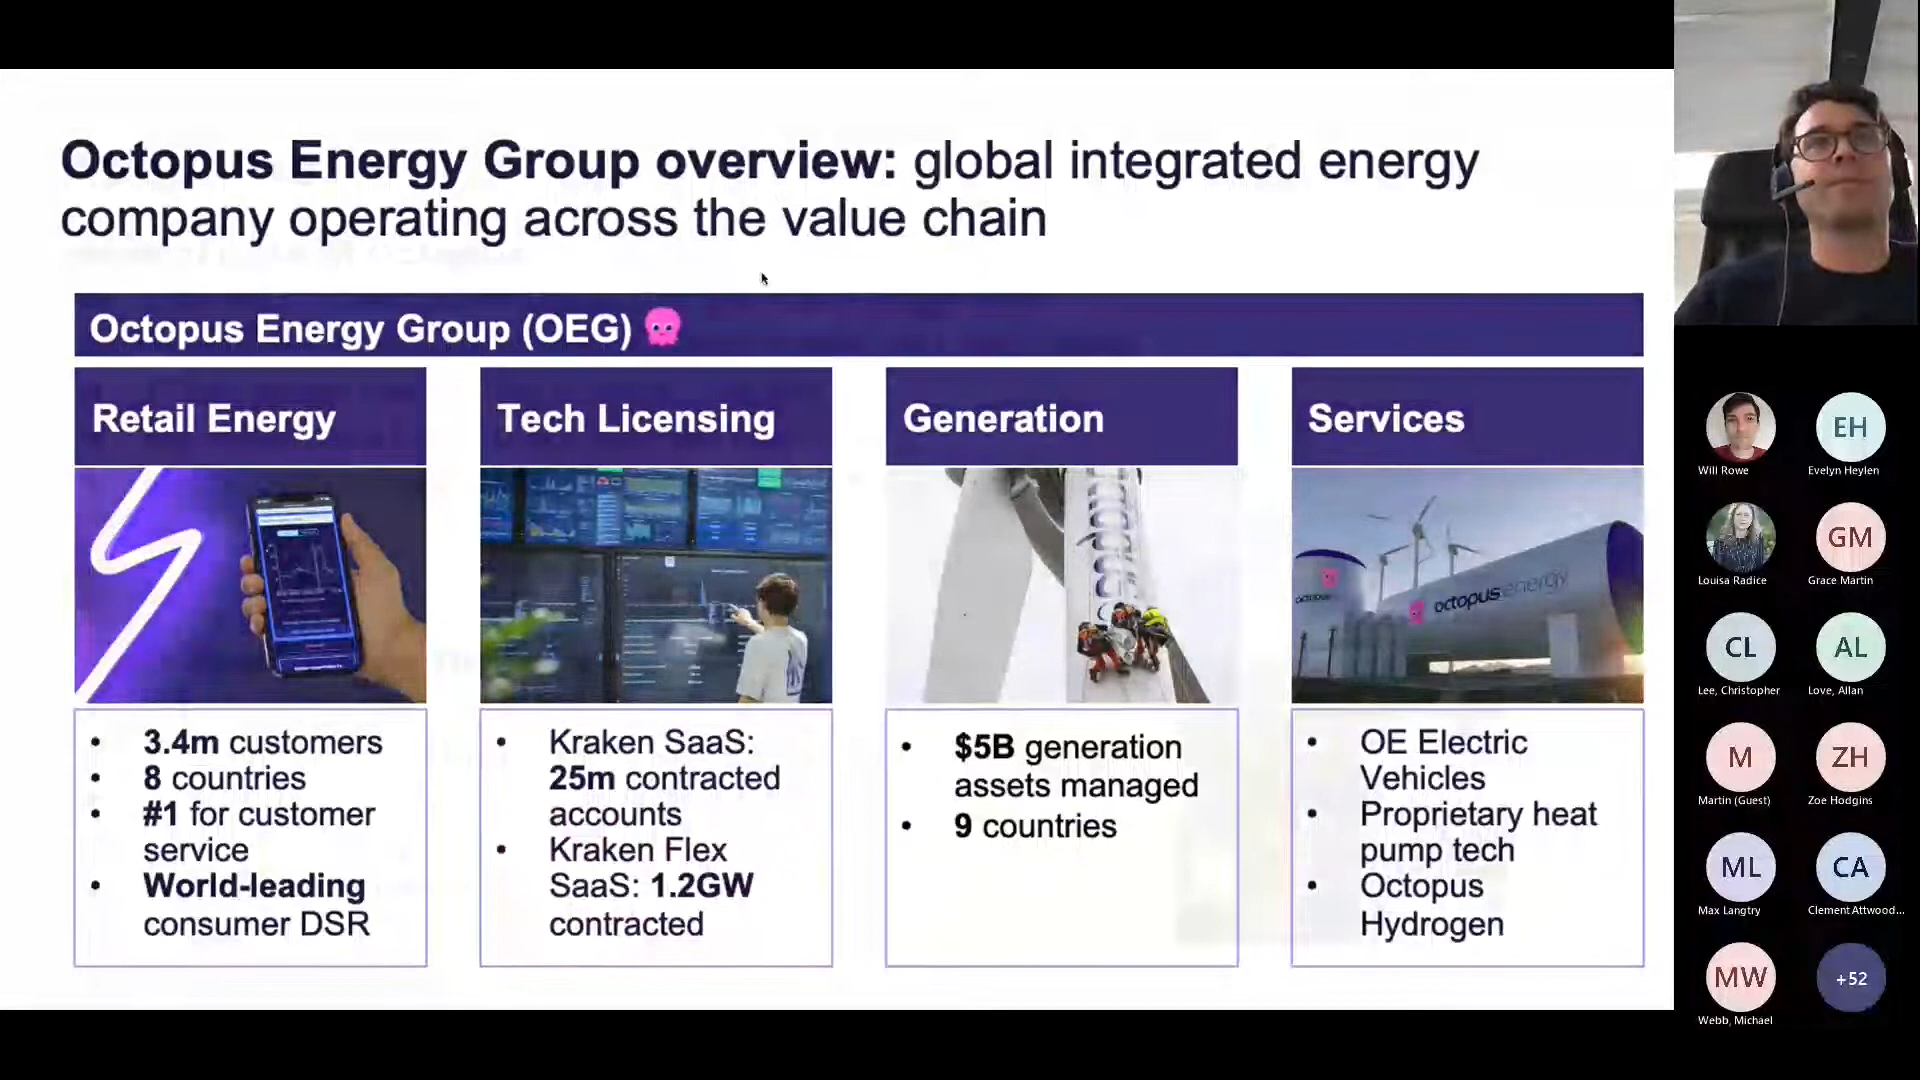 Octopus Energy Group overview: global integrated energy
company operating across the value chain
Octopus Energy Group (OEG)
Retail Energy
Tech Licensing
Generation
Services
octopus energy
• 3.4m customers
• 8 countries
• #1 for customer
service
• World-leading
consumer DSR
• Kraken SaaS:
25m contracted
accounts
• Kraken Flex
SaaS: 1.2GW
contracted
• $5B generation
assets managed
• 9 countries
• OE Electric
Vehicles
• Proprietary heat
pump tech
• Octopus
Hydrogen
Will Rowe
EH
Evelyn Heylen
Louisa Radice
GM
Grace Martin
CL
Lee, Christopher
AL
Love, Allan
M
Martin (Guest)
ZH
Zoe Hodgins
ML
Max Langtry
CA
Clement Attwood...
MW
Webb, Michael
+52